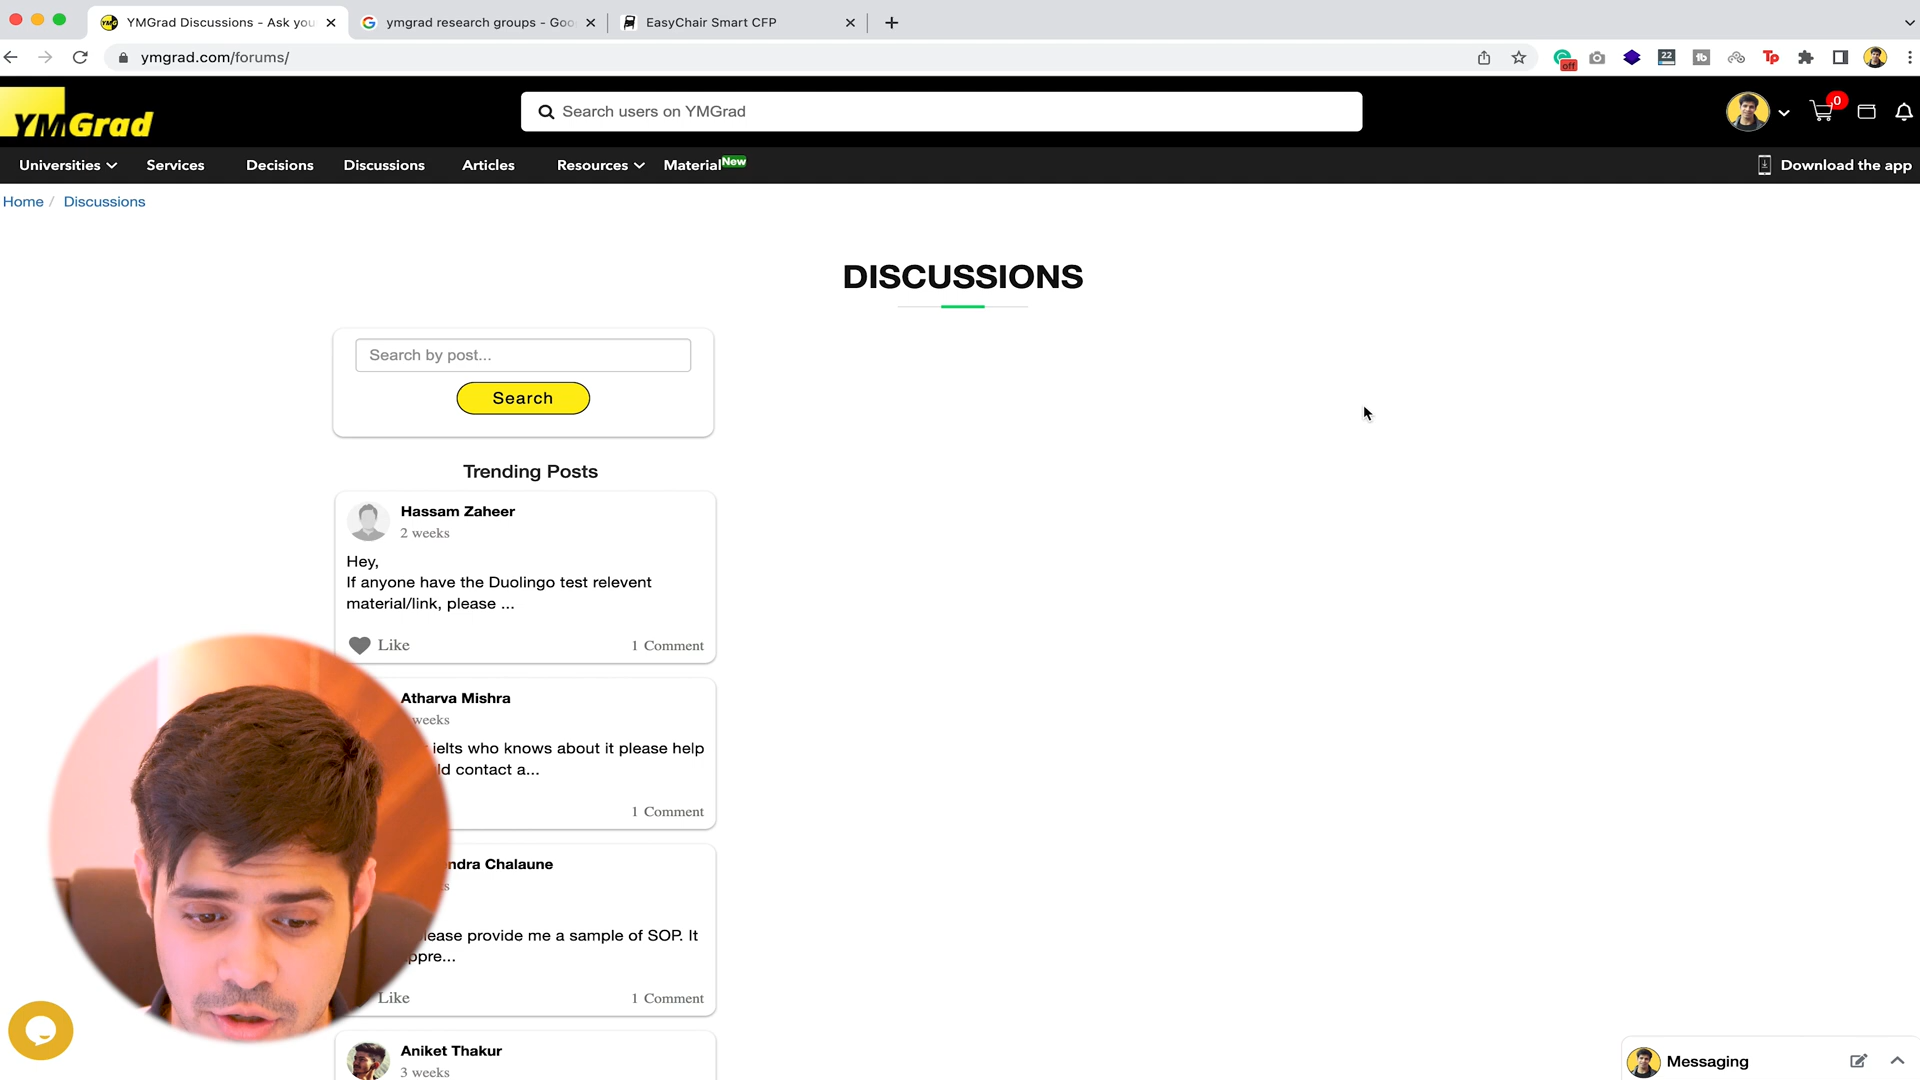 YMGrad Discussions - Ask you
ymgrad research groups - Goo
EasyChair Smart CFP
ymgrad.com/forums/
off
22
tb
Tp
YMGrad
Search users on YMGrad
0
Universities
Services
Decisions
Discussions
Articles
Resources
Material New
Download the app
Home / Discussions
DISCUSSIONS
Search by post...
Search
Trending Posts
Hassam Zaheer
2 weeks
Hey,
If anyone have the Duolingo test relevent
material/link, please ...
Like
1 Comment
Atharva Mishra
weeks
ielts who knows about it please help
ld contact a...
1 Comment
ndra Chalaune
s
lease provide me a sample of SOP. It
ppre...
Like
1 Comment
Aniket Thakur
3 weeks
Messaging